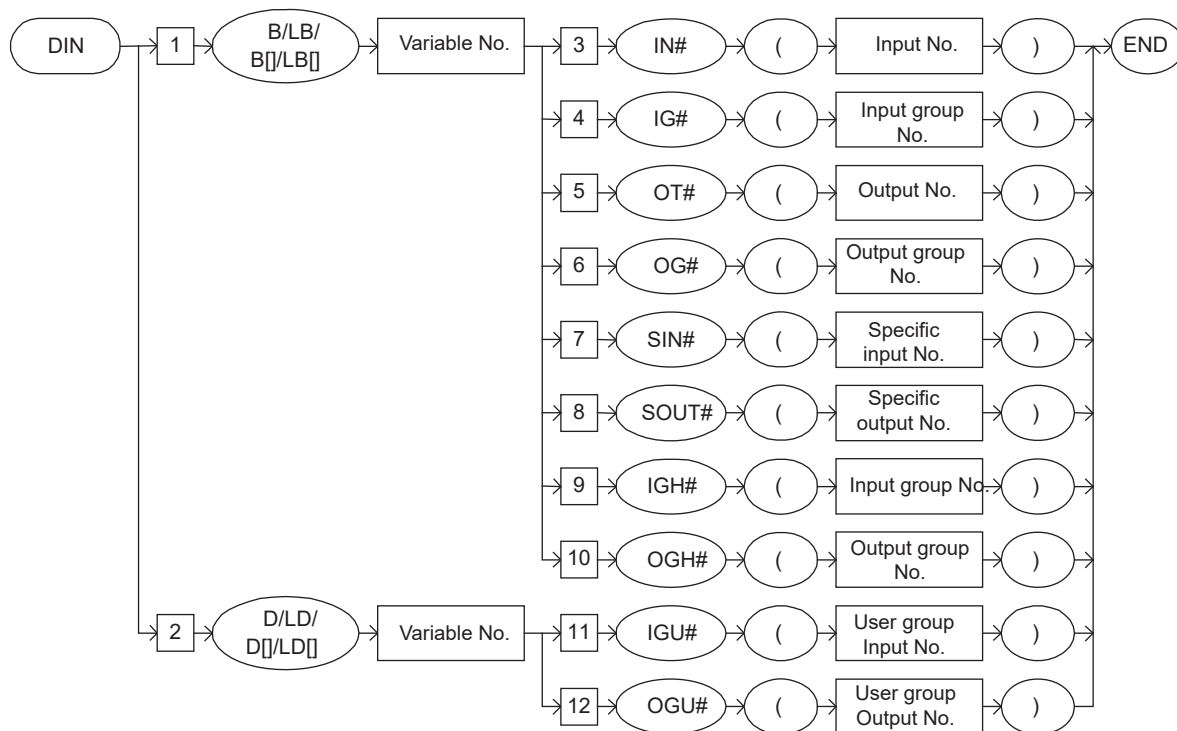 DIN 1 B/LB/ B[]/LB[] Variable No. 3 IN# ( Input No. ) END
4 IG# ( Input group No. )
5 OT# ( Output No. )
6 OG# ( Output group No. )
7 SIN# ( Specific input No. )
8 SOUT# ( Specific output No. )
9 IGH# ( Input group No. )
10 OGH# ( Output group No. )
2 D/LD/ D[]/LD[] Variable No. 11 IGU# ( User group Input No. )
12 OGU# ( User group Output No. )